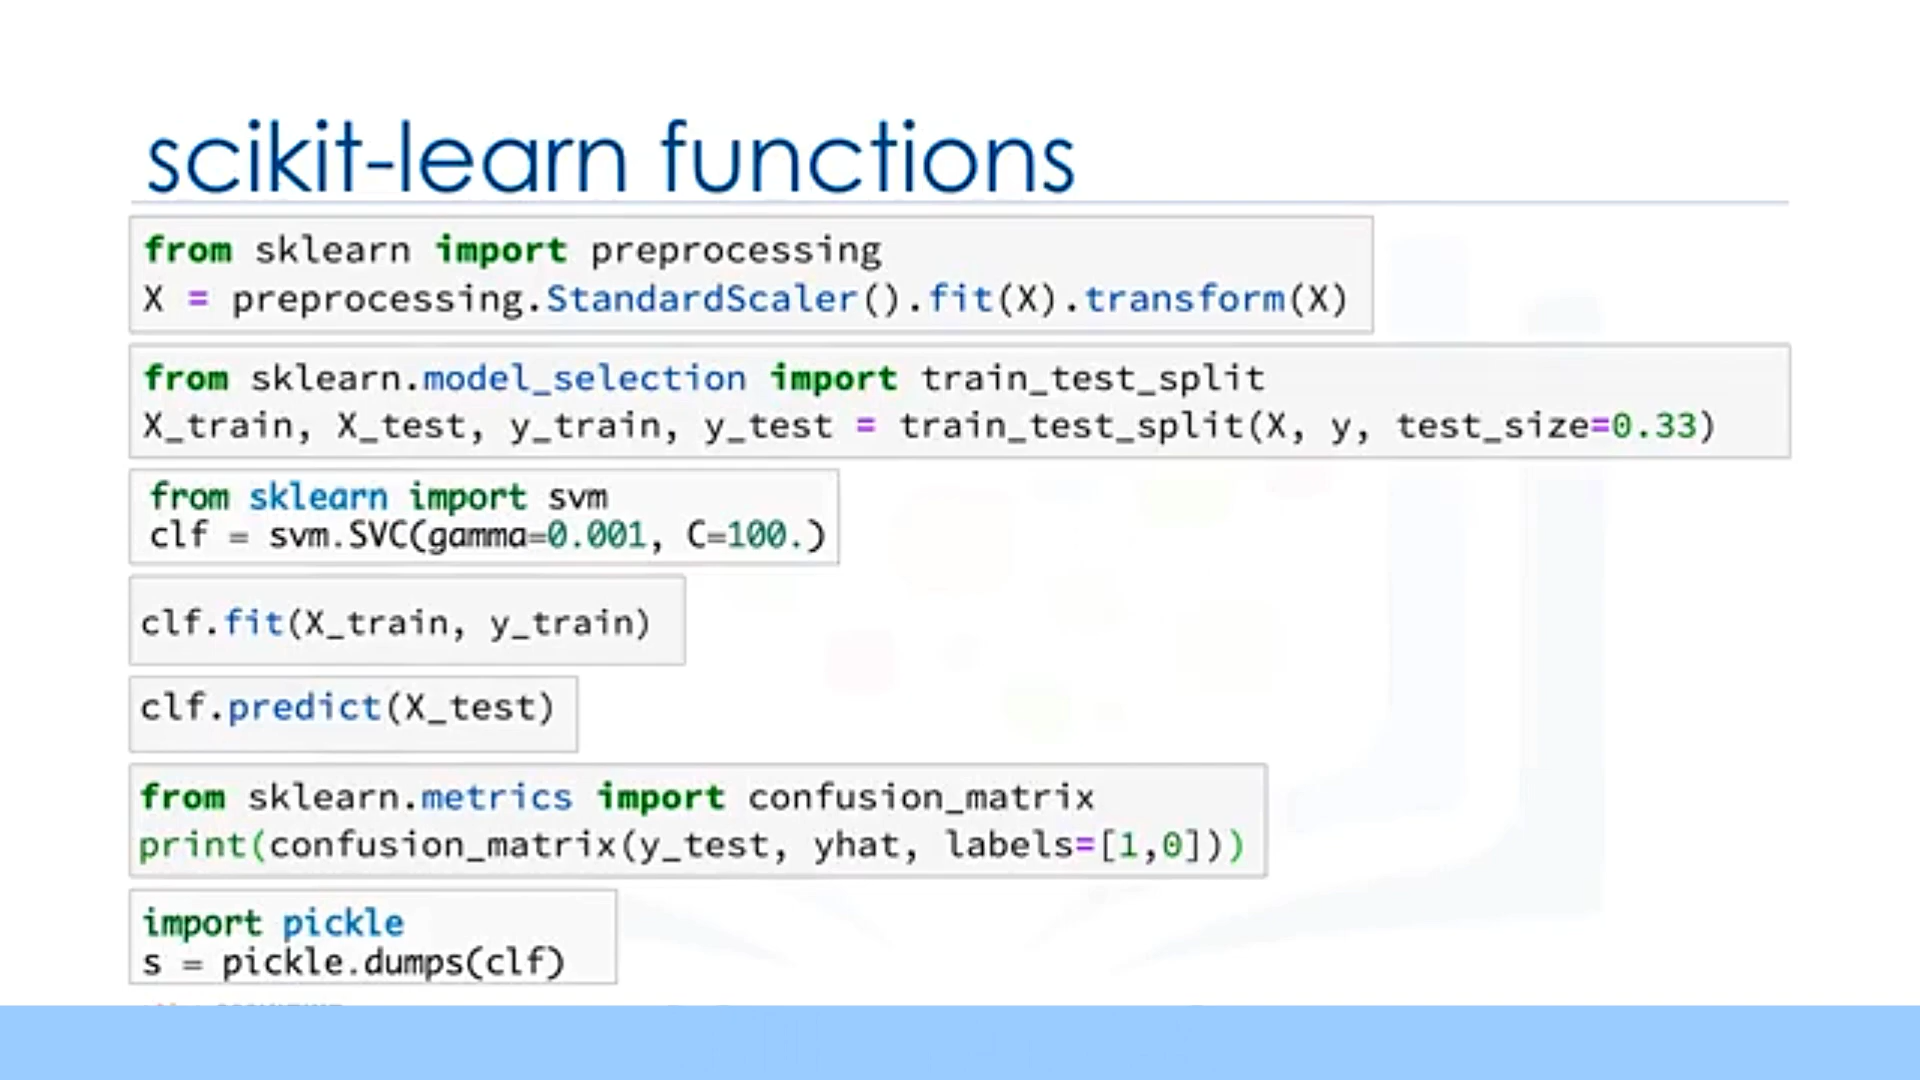 scikit-learn functions
from sklearn import preprocessing
X = preprocessing.StandardScaler().fit(X).transform(X)
from sklearn.model_selection import train_test_split
X_train, X_test, y_train, y_test = train_test_split(X, y, test_size=0.33)
from sklearn import svm
clf = svm.SVC(gamma=0.001, C=100.)
clf.fit(X_train, y_train)
clf.predict(X_test)
from sklearn.metrics import confusion_matrix
print(confusion_matrix(y_test, yhat, labels=[1,0]))
import pickle
s = pickle.dumps(clf)